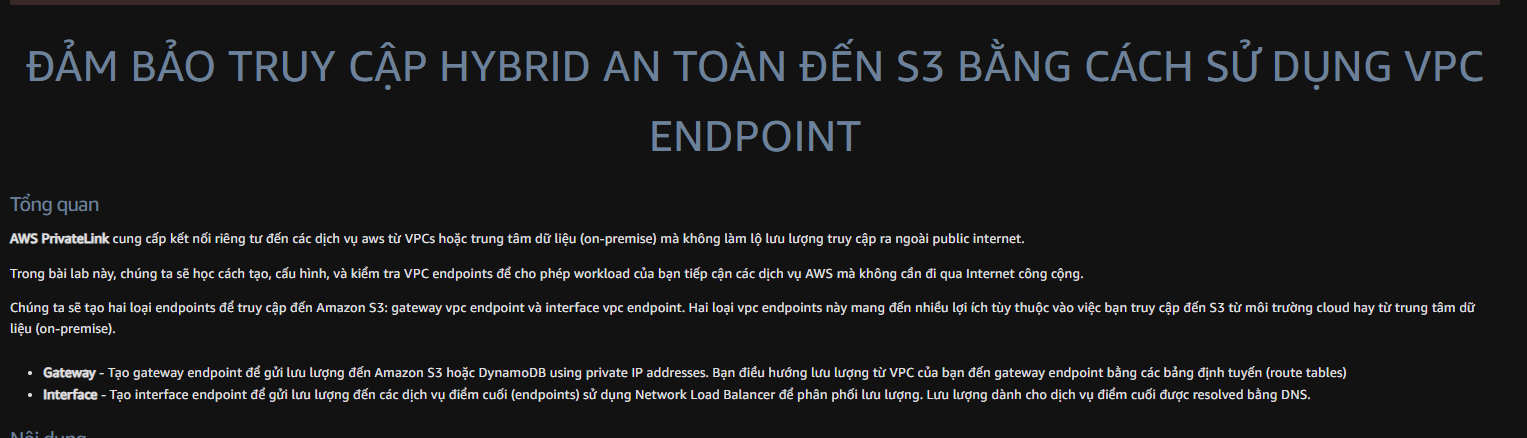 ĐẢM BẢO TRUY CẬP HYBRID AN TOÀN ĐẾN S3 BẰNG CÁCH SỬ DỤNG VPC
ENDPOINT
Tổng quan
AWS PrivateLink cung cấp kết nối riêng tư đến các dịch vụ aws từ VPCs hoặc trung tâm dữ liệu (on-premise) mà không làm lộ lưu lượng truy cập ra ngoài public internet.
Trong bài lab này, chúng ta sẽ học cách tạo, cấu hình, và kiểm tra VPC endpoints để cho phép workload của bạn tiếp cận các dịch vụ AWS mà không cần đi qua Internet công cộng.
Chúng ta sẽ tạo hai loại endpoints để truy cập đến Amazon S3: gateway vpc endpoint và interface vpc endpoint. Hai loại vpc endpoints này mang đến nhiều lợi ích tùy thuộc vào việc bạn truy cập đến S3 từ môi trường cloud hay từ trung tâm dữ
liệu (on-premise).
• Gateway - Tạo gateway endpoint để gửi lưu lượng đến Amazon S3 hoặc DynamoDB using private IP addresses. Bạn điều hướng lưu lượng từ VPC của bạn đến gateway endpoint bằng các bảng định tuyến (route tables)
• Interface - Tạo interface endpoint để gửi lưu lượng đến các dịch vụ điểm cuối (endpoints) sử dụng Network Load Balancer để phân phối lưu lượng. Lưu lượng dành cho dịch vụ điểm cuối được resolved bằng DNS.
Nội dung